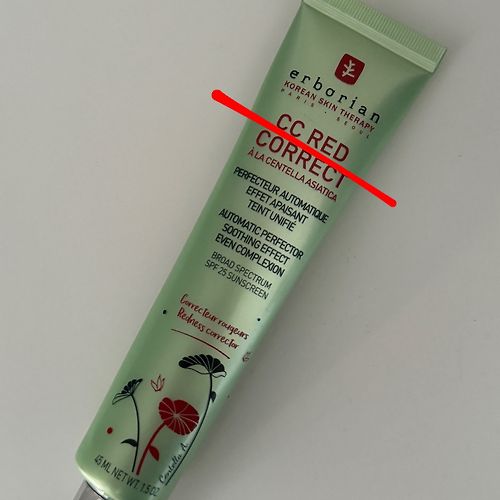 erborian
KOREAN SKIN THERAPY
PARIS • SEOUL
CC RED
CORRECT
À LA CENTELLA ASIATICA
PERFECTEUR AUTOMATIQUE
EFFET APAISANT
TEINT UNIFIÉ
AUTOMATIC PERFECTOR
SOOTHING EFFECT
EVEN COMPLEXION
BROAD SPECTRUM
SPF 25 SUNSCREEN
Correcteur rougeurs
Redness corrector
Centella A.
45 ML NET WT. 1.5 OZ